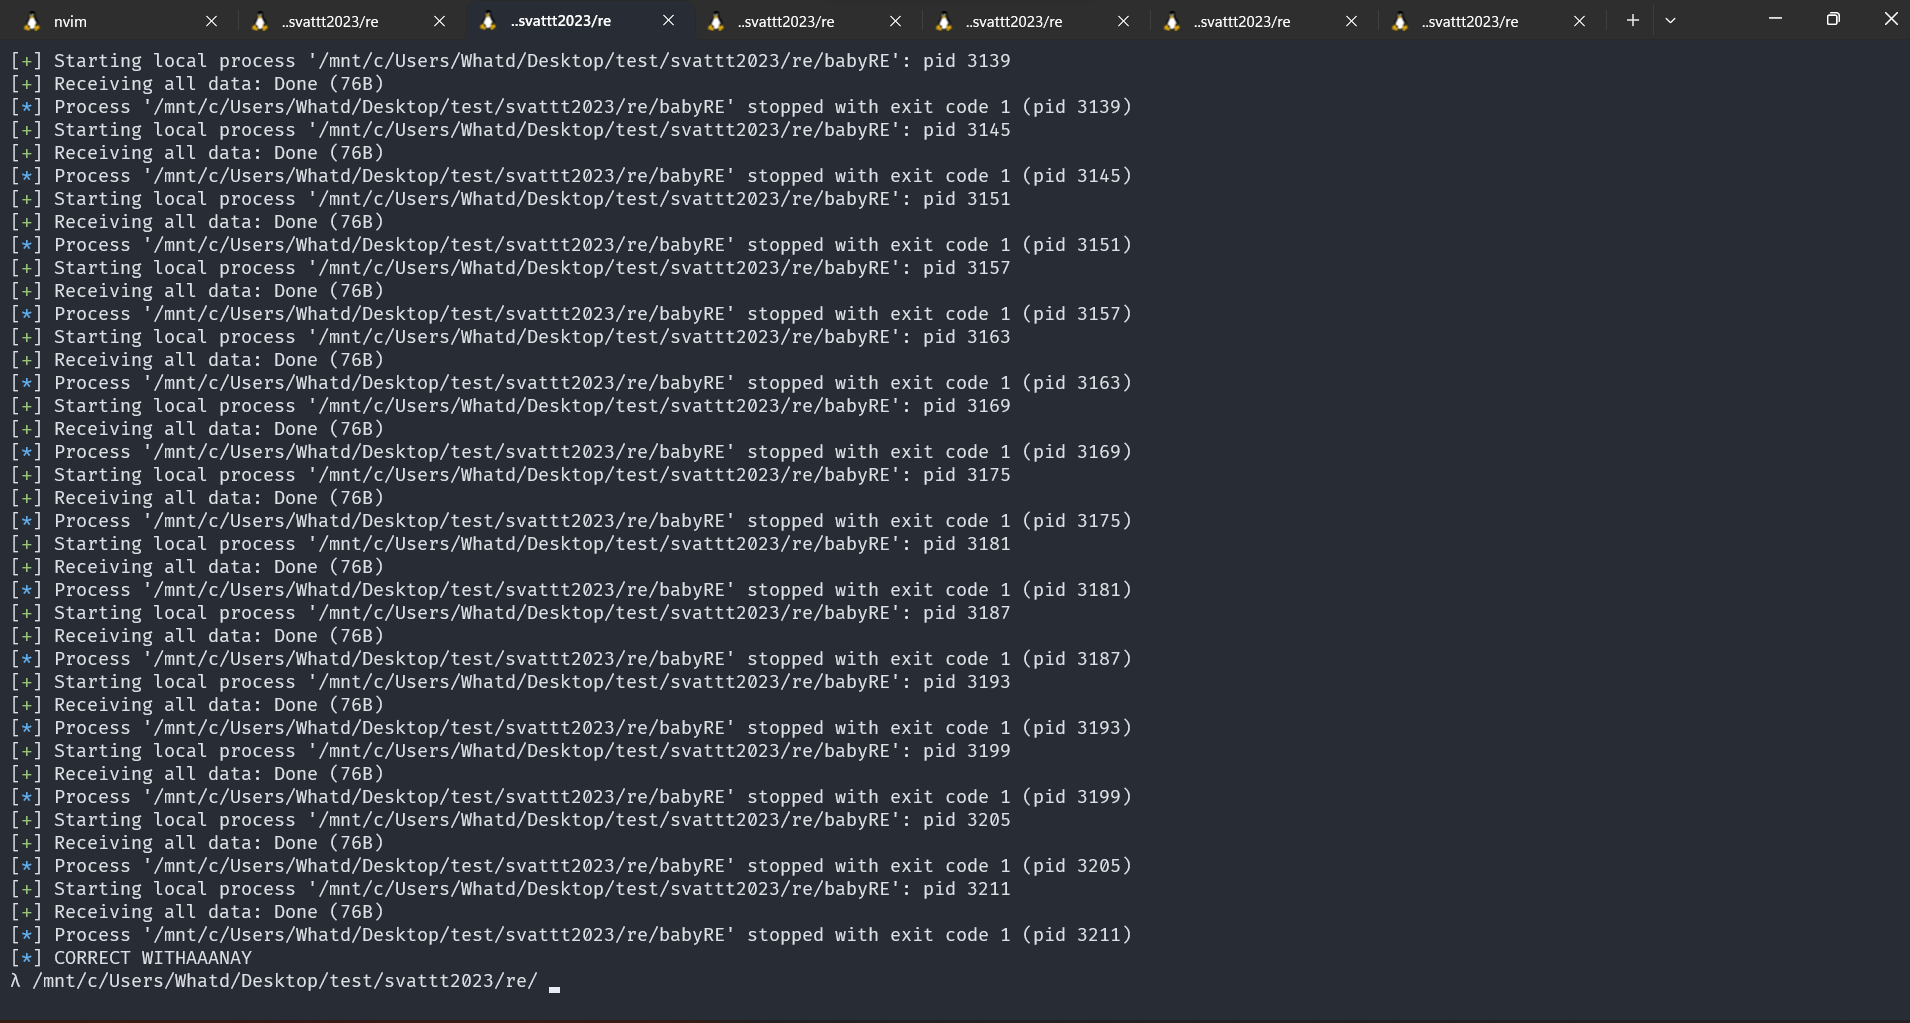 nvim ..svattt2023/re ..svattt2023/re ..svattt2023/re ..svattt2023/re ..svattt2023/re ..svattt2023/re
[+] Starting local process '/mnt/c/Users/Whatd/Desktop/test/svattt2023/re/babyRE': pid 3139
[+] Receiving all data: Done (76B)
[*] Process '/mnt/c/Users/Whatd/Desktop/test/svattt2023/re/babyRE' stopped with exit code 1 (pid 3139)
[+] Starting local process '/mnt/c/Users/Whatd/Desktop/test/svattt2023/re/babyRE': pid 3145
[+] Receiving all data: Done (76B)
[*] Process '/mnt/c/Users/Whatd/Desktop/test/svattt2023/re/babyRE' stopped with exit code 1 (pid 3145)
[+] Starting local process '/mnt/c/Users/Whatd/Desktop/test/svattt2023/re/babyRE': pid 3151
[+] Receiving all data: Done (76B)
[*] Process '/mnt/c/Users/Whatd/Desktop/test/svattt2023/re/babyRE' stopped with exit code 1 (pid 3151)
[+] Starting local process '/mnt/c/Users/Whatd/Desktop/test/svattt2023/re/babyRE': pid 3157
[+] Receiving all data: Done (76B)
[*] Process '/mnt/c/Users/Whatd/Desktop/test/svattt2023/re/babyRE' stopped with exit code 1 (pid 3157)
[+] Starting local process '/mnt/c/Users/Whatd/Desktop/test/svattt2023/re/babyRE': pid 3163
[+] Receiving all data: Done (76B)
[*] Process '/mnt/c/Users/Whatd/Desktop/test/svattt2023/re/babyRE' stopped with exit code 1 (pid 3163)
[+] Starting local process '/mnt/c/Users/Whatd/Desktop/test/svattt2023/re/babyRE': pid 3169
[+] Receiving all data: Done (76B)
[*] Process '/mnt/c/Users/Whatd/Desktop/test/svattt2023/re/babyRE' stopped with exit code 1 (pid 3169)
[+] Starting local process '/mnt/c/Users/Whatd/Desktop/test/svattt2023/re/babyRE': pid 3175
[+] Receiving all data: Done (76B)
[*] Process '/mnt/c/Users/Whatd/Desktop/test/svattt2023/re/babyRE' stopped with exit code 1 (pid 3175)
[+] Starting local process '/mnt/c/Users/Whatd/Desktop/test/svattt2023/re/babyRE': pid 3181
[+] Receiving all data: Done (76B)
[*] Process '/mnt/c/Users/Whatd/Desktop/test/svattt2023/re/babyRE' stopped with exit code 1 (pid 3181)
[+] Starting local process '/mnt/c/Users/Whatd/Desktop/test/svattt2023/re/babyRE': pid 3187
[+] Receiving all data: Done (76B)
[*] Process '/mnt/c/Users/Whatd/Desktop/test/svattt2023/re/babyRE' stopped with exit code 1 (pid 3187)
[+] Starting local process '/mnt/c/Users/Whatd/Desktop/test/svattt2023/re/babyRE': pid 3193
[+] Receiving all data: Done (76B)
[*] Process '/mnt/c/Users/Whatd/Desktop/test/svattt2023/re/babyRE' stopped with exit code 1 (pid 3193)
[+] Starting local process '/mnt/c/Users/Whatd/Desktop/test/svattt2023/re/babyRE': pid 3199
[+] Receiving all data: Done (76B)
[*] Process '/mnt/c/Users/Whatd/Desktop/test/svattt2023/re/babyRE' stopped with exit code 1 (pid 3199)
[+] Starting local process '/mnt/c/Users/Whatd/Desktop/test/svattt2023/re/babyRE': pid 3205
[+] Receiving all data: Done (76B)
[*] Process '/mnt/c/Users/Whatd/Desktop/test/svattt2023/re/babyRE' stopped with exit code 1 (pid 3205)
[+] Starting local process '/mnt/c/Users/Whatd/Desktop/test/svattt2023/re/babyRE': pid 3211
[+] Receiving all data: Done (76B)
[*] Process '/mnt/c/Users/Whatd/Desktop/test/svattt2023/re/babyRE' stopped with exit code 1 (pid 3211)
[*] CORRECT WITHAAANAY
λ /mnt/c/Users/Whatd/Desktop/test/svattt2023/re/